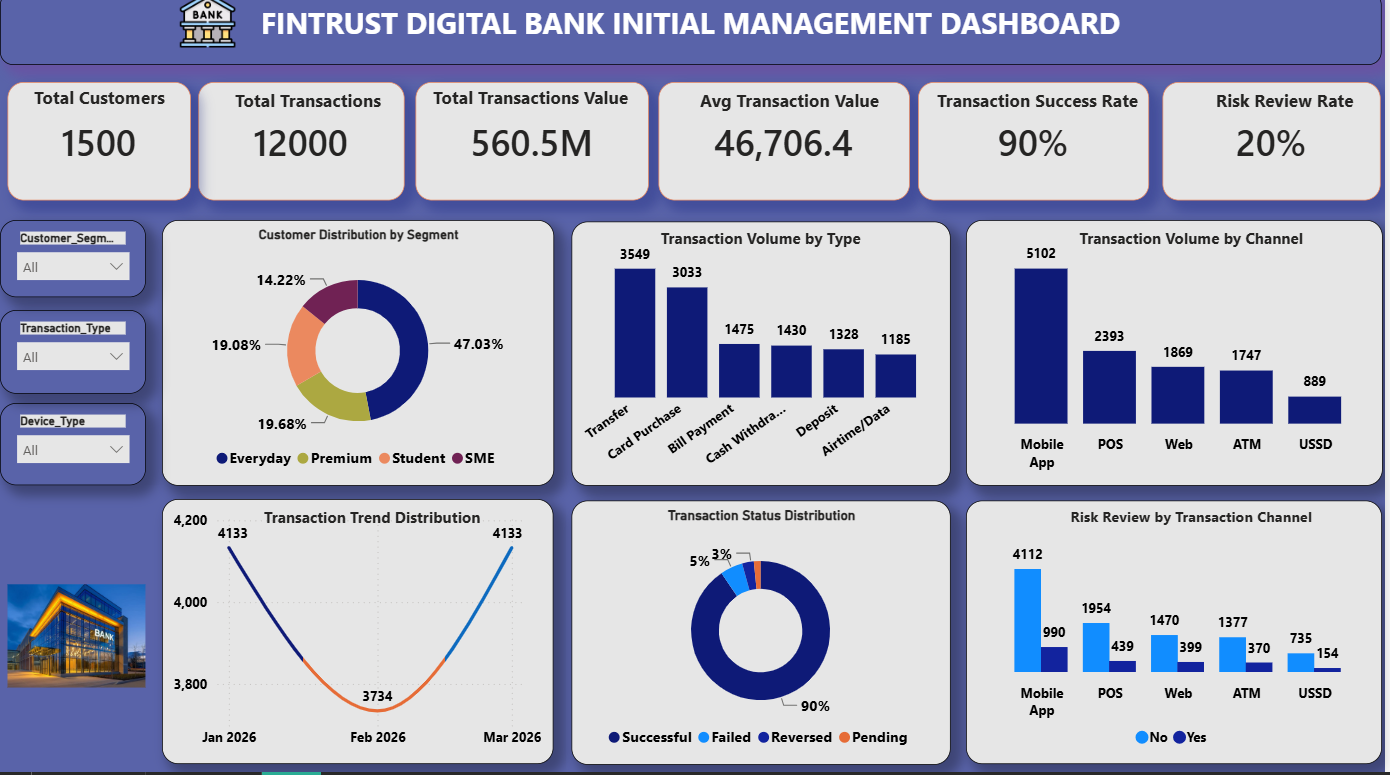 BANK
FINTRUST DIGITAL BANK INITIAL MANAGEMENT DASHBOARD
Total Customers
1500
Total Transactions
12000
Total Transactions Value
560.5M
Avg Transaction Value
46,706.4
Transaction Success Rate
90%
Risk Review Rate
20%
Customer_Segm...
All
Transaction_Type
All
Device_Type
All
Customer Distribution by Segment
14.22%
19.08%
47.03%
19.68%
Everyday Premium Student SME
Transaction Volume by Type
3549
3033
1475
1430
1328
1185
Transfer
Card Purchase
Bill Payment
Cash Withdra...
Deposit
Airtime/Data
Transaction Volume by Channel
5102
2393
1869
1747
889
Mobile
App
POS
Web
ATM
USSD
BANK
Transaction Trend Distribution
4,200
4,000
3,800
4133
3734
4133
Jan 2026
Feb 2026
Mar 2026
Transaction Status Distribution
5%
3%
90%
Successful Failed Reversed Pending
Risk Review by Transaction Channel
4112
990
1954
439
1470
399
1377
370
735
154
Mobile
App
POS
Web
ATM
USSD
No Yes